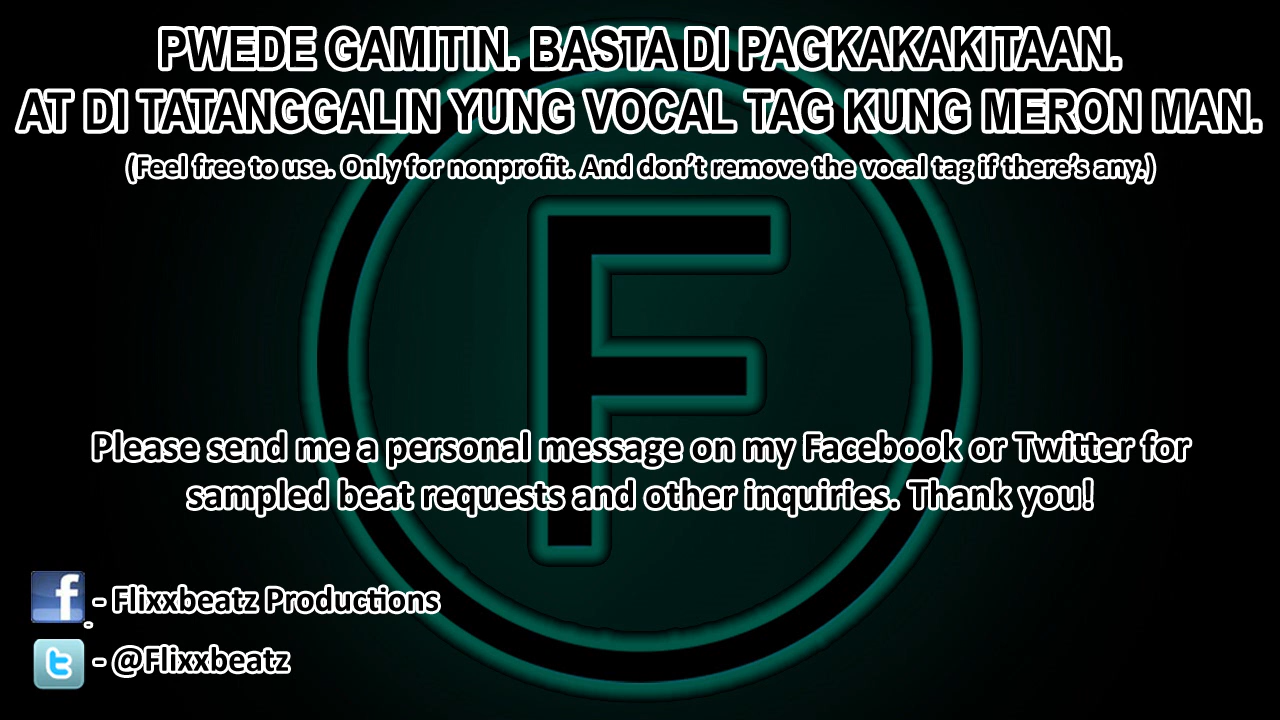 PWEDE GAMITIN. BASTA DI PAGKAKAKITAAN.
AT DI TATANGGALIN YUNG VOCAL TAG KUNG MERON MAN.
(Feel free to use. Only for nonprofit. And don't remove the vocal tag if there's any.)
F
Please send me a personal message on my Facebook or Twitter for
sampled beat requests and other inquiries. Thank you!
f - Flixxbeatz Productions
-
t - @Flixxbeatz